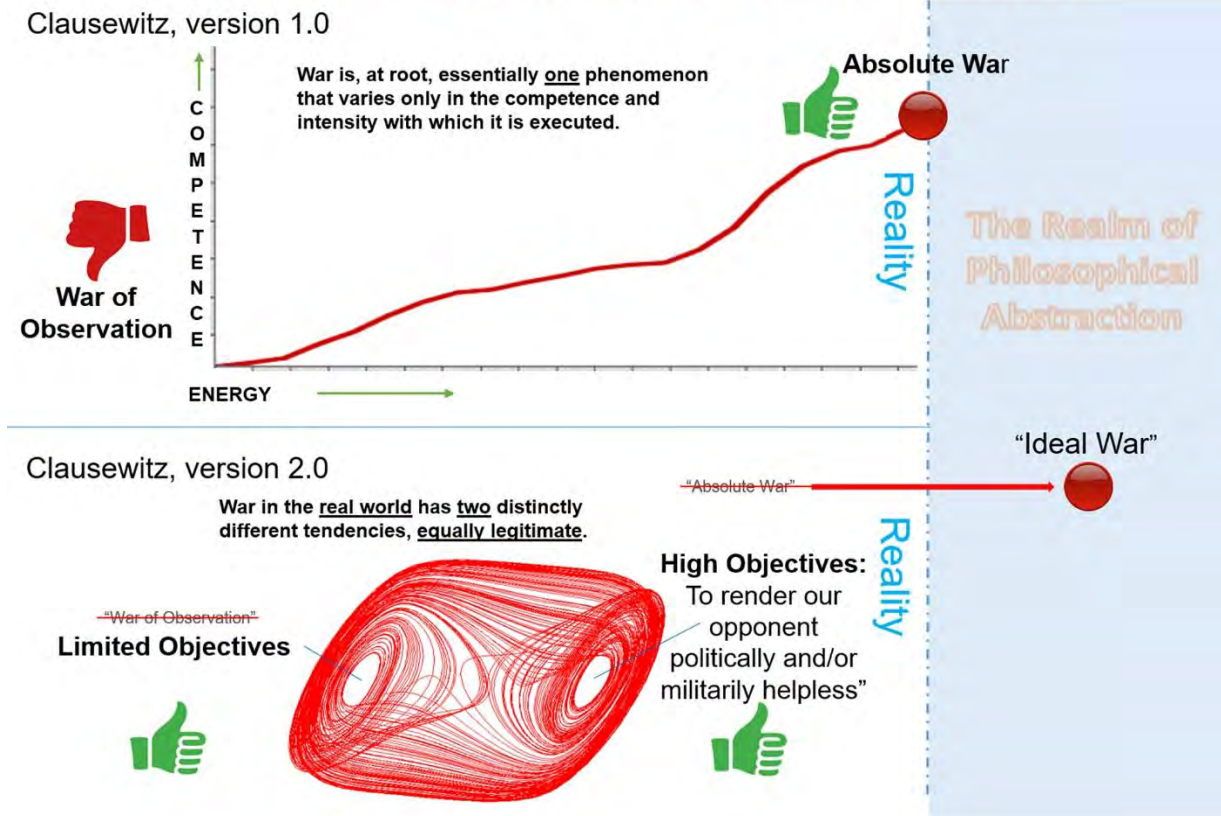 Clausewitz, version 1.0
War is, at root, essentially one phenomenon
that varies only in the competence and
intensity with which it is executed.
Absolute War
COMPETENCE
War of
Observation
ENERGY
Reality
The Realm of
Philosophical
Abstraction
Clausewitz, version 2.0
War in the real world has two distinctly
different tendencies, equally legitimate.
"Absolute War"
"Ideal War"
Reality
"War of Observation"
Limited Objectives
High Objectives:
To render our
opponent
politically and/or
militarily helpless”